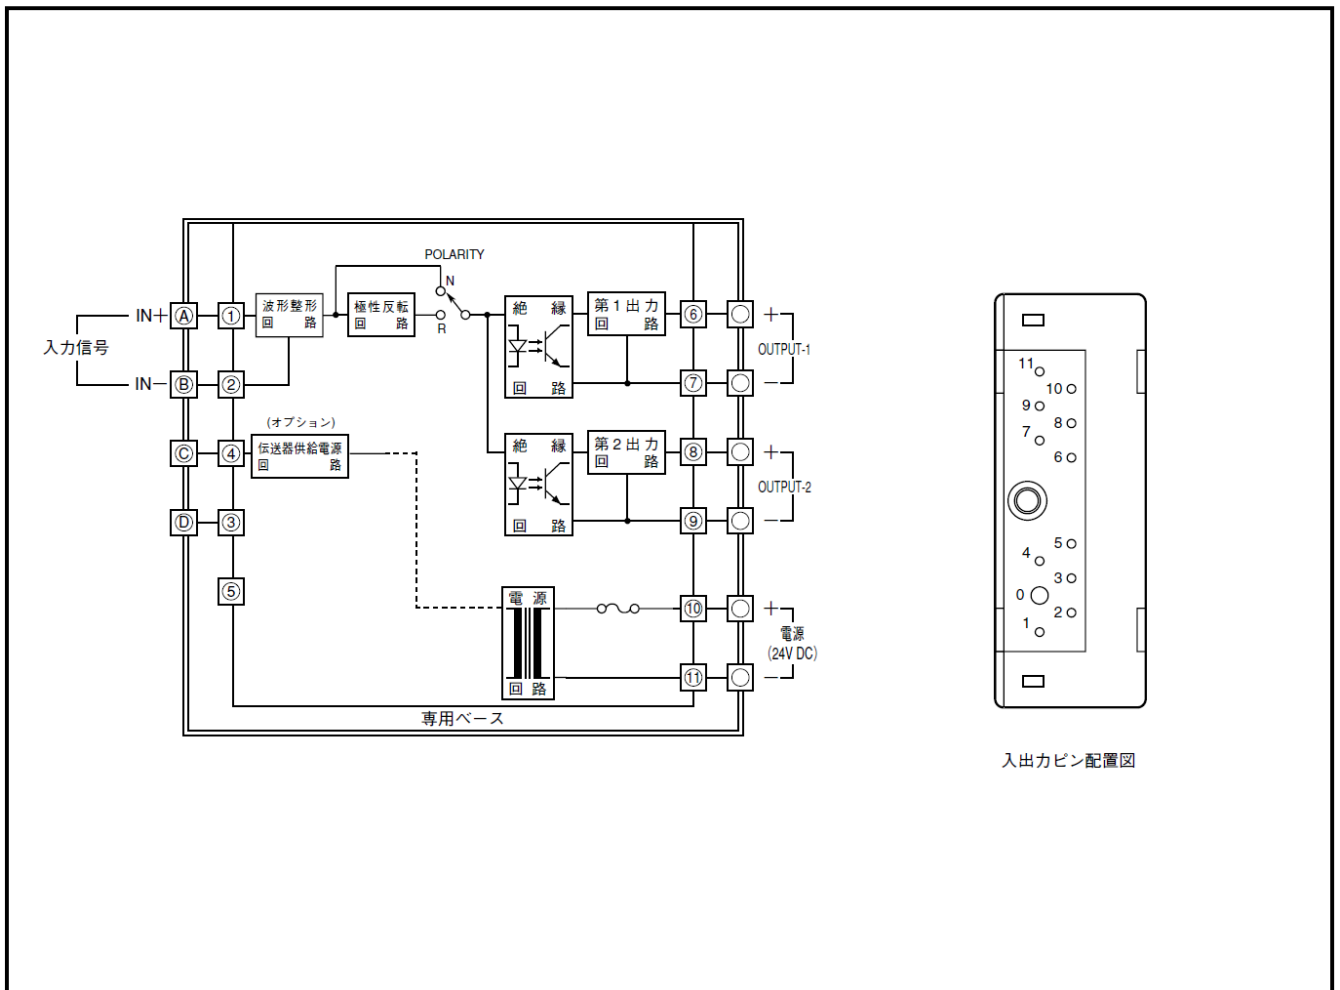 POLARITY
N
R
IN+
IN−
入力信号
Ⓐ
①
Ⓑ
②
波形整形
回 路
極性反転
回 路
絶 縁
回 路
第1出力
回 路
⑥
+
OUTPUT-1
⑦
−
(オプション)
Ⓒ
④
伝送器供給電源
回 路
Ⓓ
③
⑤
絶 縁
回 路
第2出力
回 路
⑧
+
OUTPUT-2
⑨
−
電 源
回 路
⑩
+
電源
(24V DC)
⑪
−
専用ベース
11
10
9
8
7
6
5
4
3
0
2
1
入出力ピン配置図